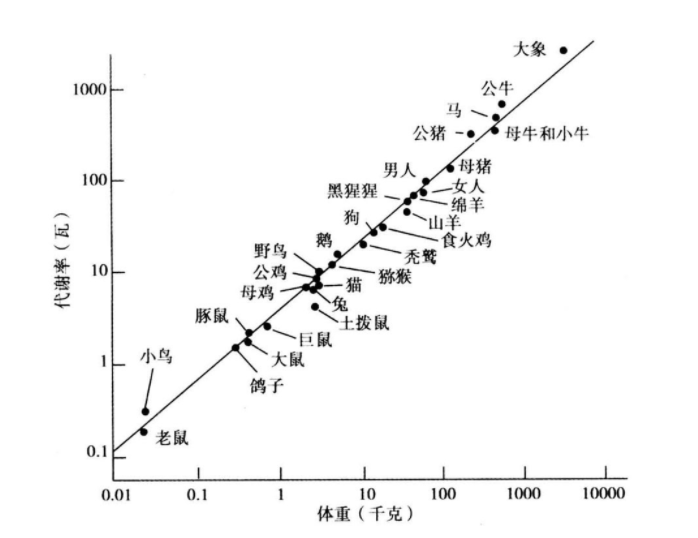 大象
1000
公牛
马
公猪
母牛和小牛
男人
母猪
100
黑猩猩
女人
绵羊
狗
山羊
鹅
食火鸡
野鸟
秃鹫
10
公鸡
猕猴
母鸡
猫
兔
豚鼠
土拨鼠
巨鼠
小鸟
大鼠
1
鸽子
老鼠
0.1
代谢率（瓦）
0.01 0.1 1 10 100 1000 10000
体重（千克）